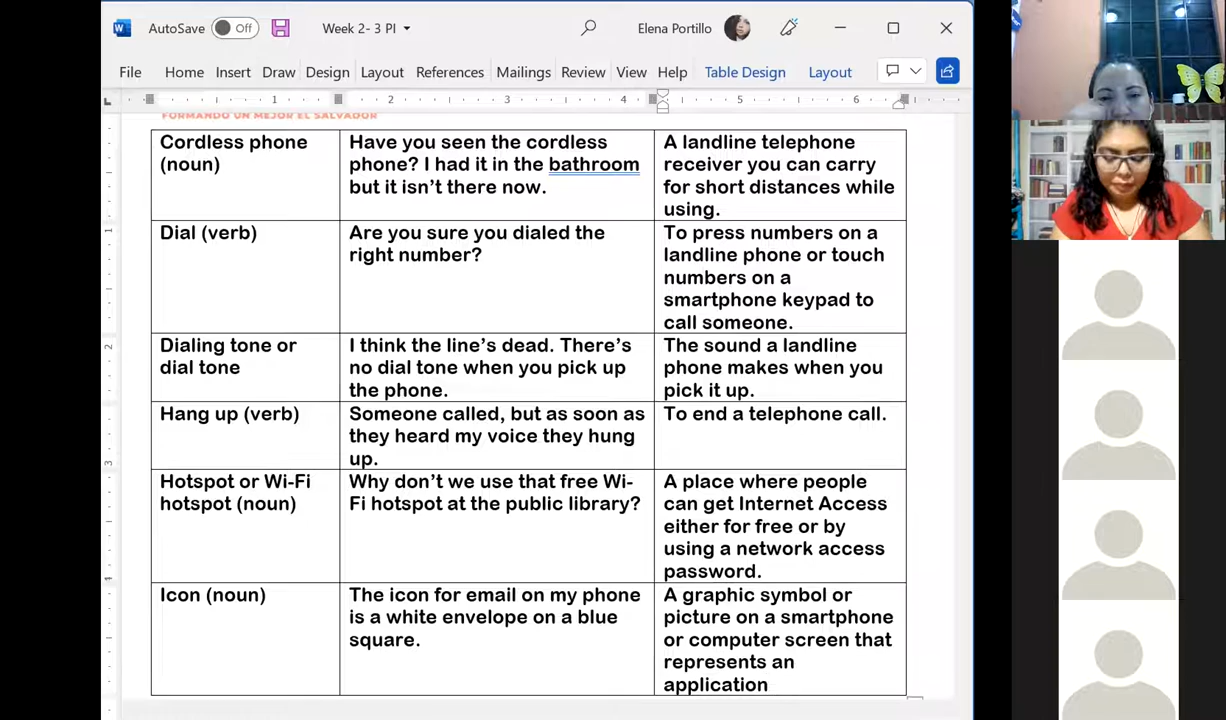 AutoSave Off Week 2- 3 PI Elena Portillo
File Home Insert Draw Design Layout References Mailings Review View Help Table Design Layout
1 2 3 4 5 6
FORMANDO UN MEJOR EL SALVADOR
Cordless phone
(noun)
Have you seen the cordless
phone? I had it in the bathroom
but it isn't there now.
A landline telephone
receiver you can carry
for short distances while
using.
Dial (verb)
Are you sure you dialed the
right number?
To press numbers on a
landline phone or touch
numbers on a
smartphone keypad to
call someone.
Dialing tone or
dial tone
I think the line's dead. There's
no dial tone when you pick up
the phone.
The sound a landline
phone makes when you
pick it up.
Hang up (verb)
Someone called, but as soon as
they heard my voice they hung
up.
To end a telephone call.
Hotspot or Wi-Fi
hotspot (noun)
Why don't we use that free Wi-
Fi hotspot at the public library?
A place where people
can get Internet Access
either for free or by
using a network access
password.
Icon (noun)
The icon for email on my phone
is a white envelope on a blue
square.
A graphic symbol or
picture on a smartphone
or computer screen that
represents an
application
1
2
3
4